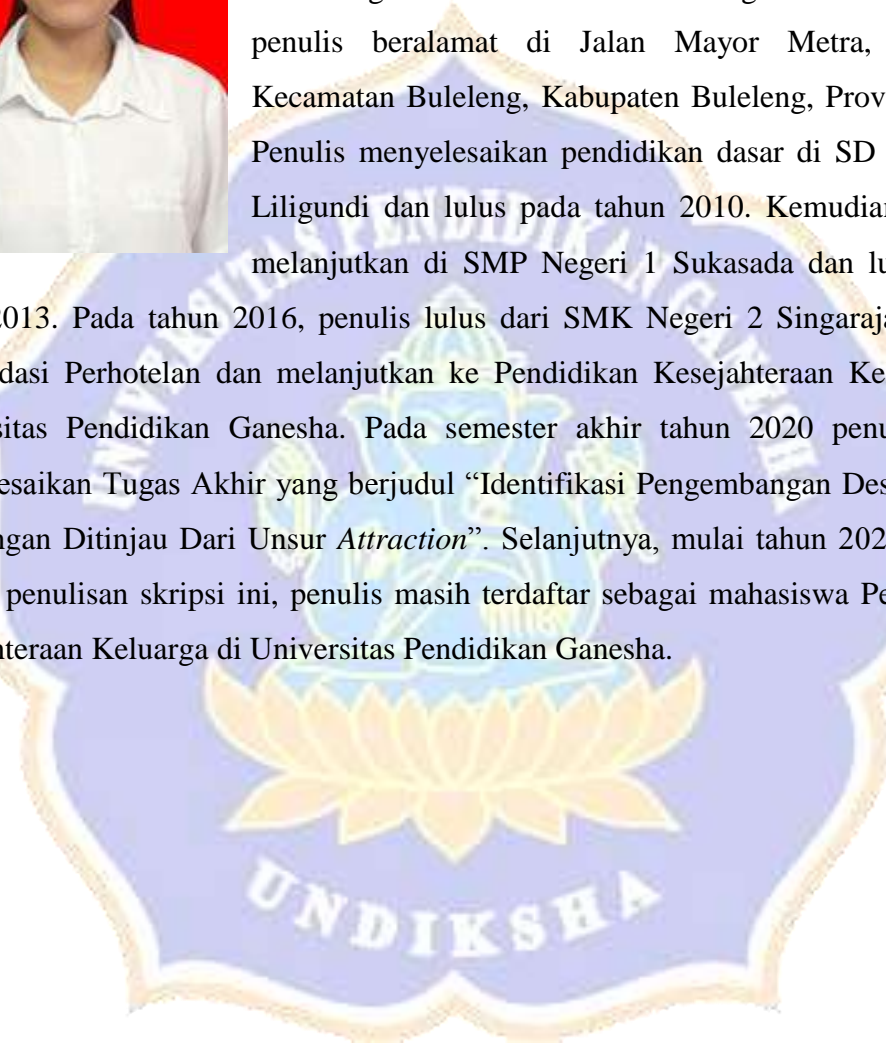 penulis beralamat di Jalan Mayor Metra,
Kecamatan Buleleng, Kabupaten Buleleng, Prov
Penulis menyelesaikan pendidikan dasar di SD
Liligundi dan lulus pada tahun 2010. Kemudian
melanjutkan di SMP Negeri 1 Sukasada dan lu
2013. Pada tahun 2016, penulis lulus dari SMK Negeri 2 Singaraja
dasi Perhotelan dan melanjutkan ke Pendidikan Kesejahteraan Ke
sitas Pendidikan Ganesha. Pada semester akhir tahun 2020 penu
esaikan Tugas Akhir yang berjudul “Identifikasi Pengembangan Des
ngan Ditinjau Dari Unsur Attraction”. Selanjutnya, mulai tahun 202
penulisan skripsi ini, penulis masih terdaftar sebagai mahasiswa Pe
teraan Keluarga di Universitas Pendidikan Ganesha.
UNIVERSITAS PENDIDIKAN GANESHA
UNDIKSHA